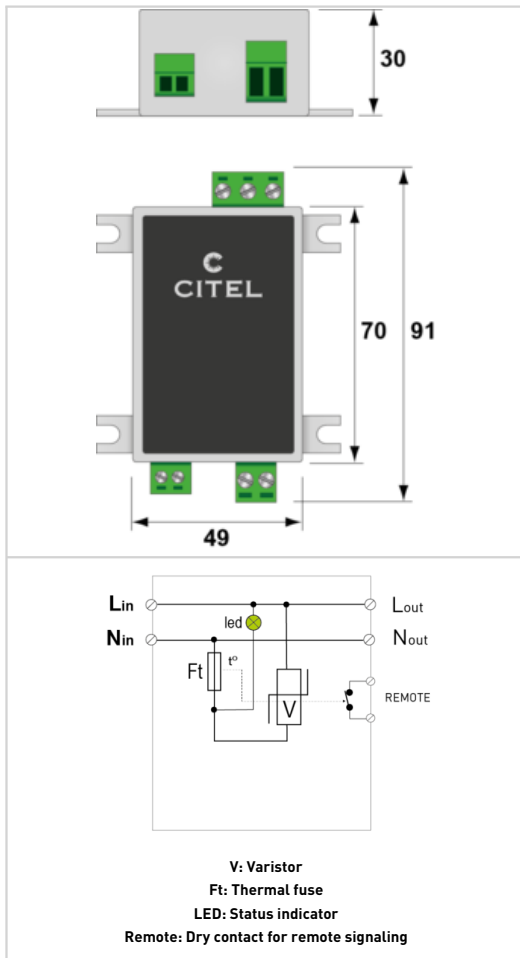 30
C
CITEL
70
91
49
Lin
Lout
led
Nin
Nout
Ft
t°
V
REMOTE
V: Varistor
Ft: Thermal fuse
LED: Status indicator
Remote: Dry contact for remote signaling